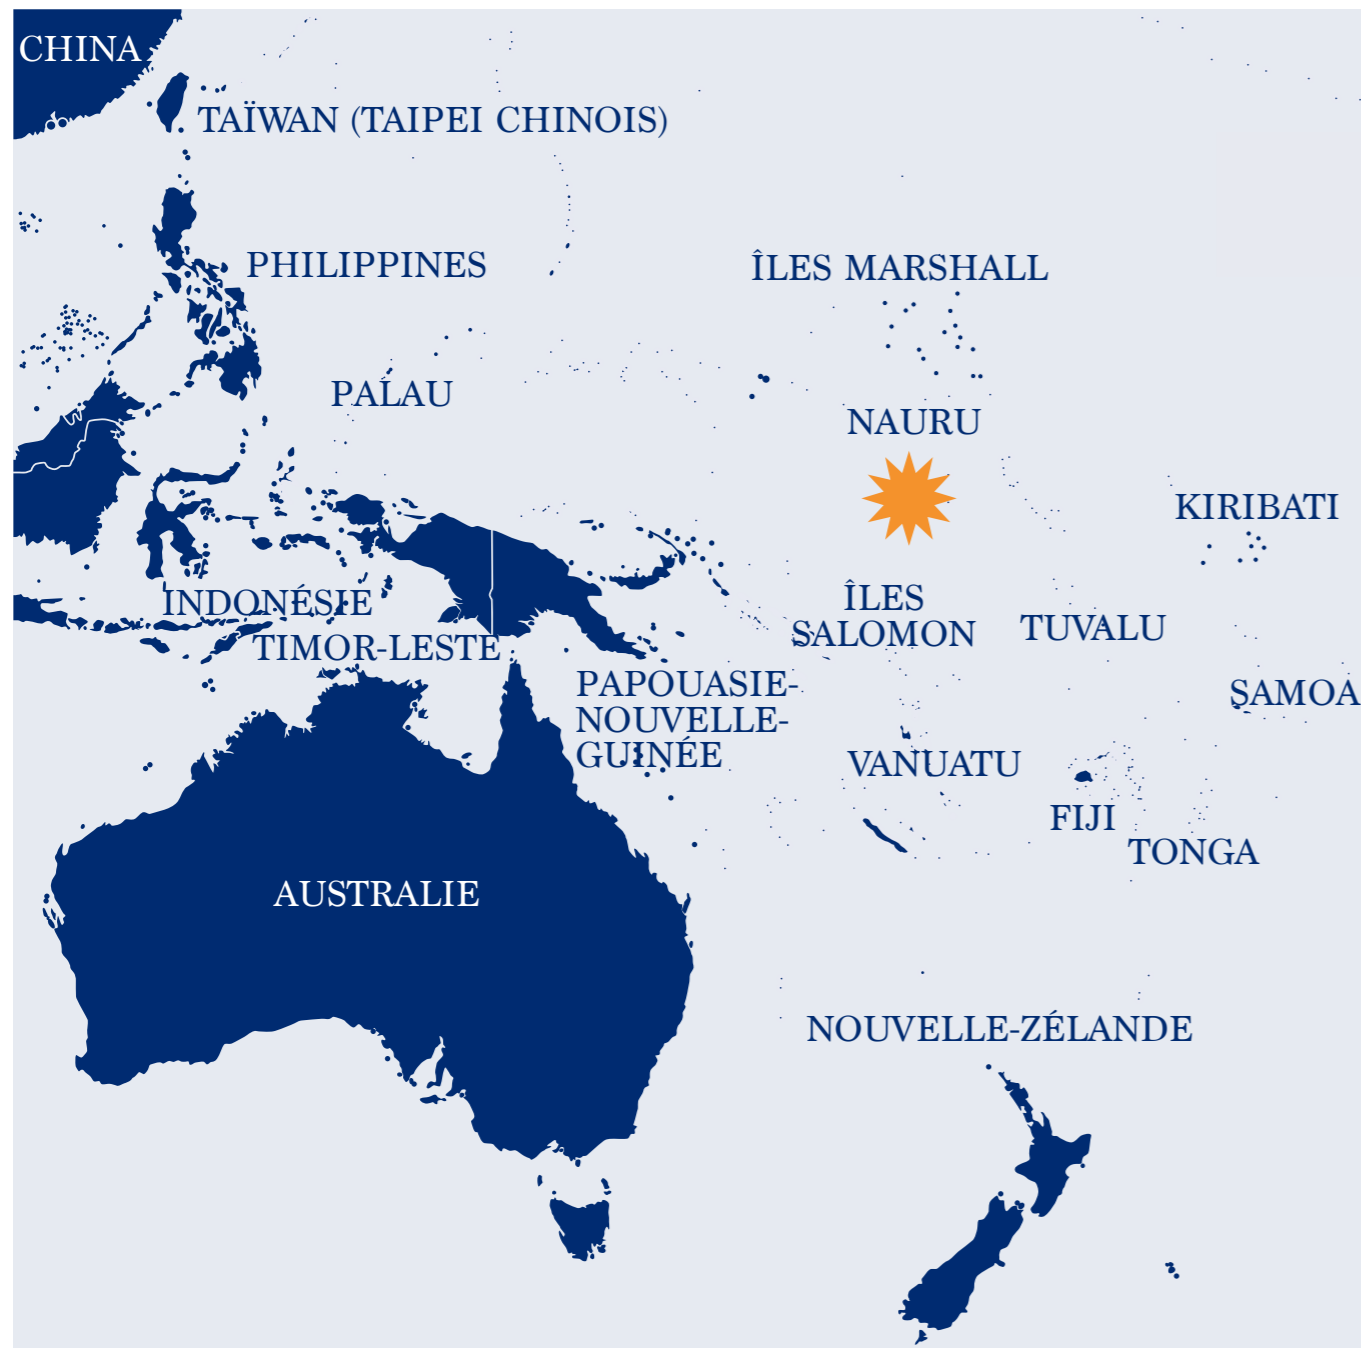 CHINA
TAÏWAN (TAIPEI CHINOIS)
PHILIPPINES
ÎLES MARSHALL
PALAU
NAURU
KIRIBATI
INDONÉSIE
ÎLES
SALOMON
TUVALU
TIMOR-LESTE
PAPOUASIE-
NOUVELLE-
GUINÉE
SAMOA
VANUATU
FIJI
TONGA
AUSTRALIE
NOUVELLE-ZÉLANDE